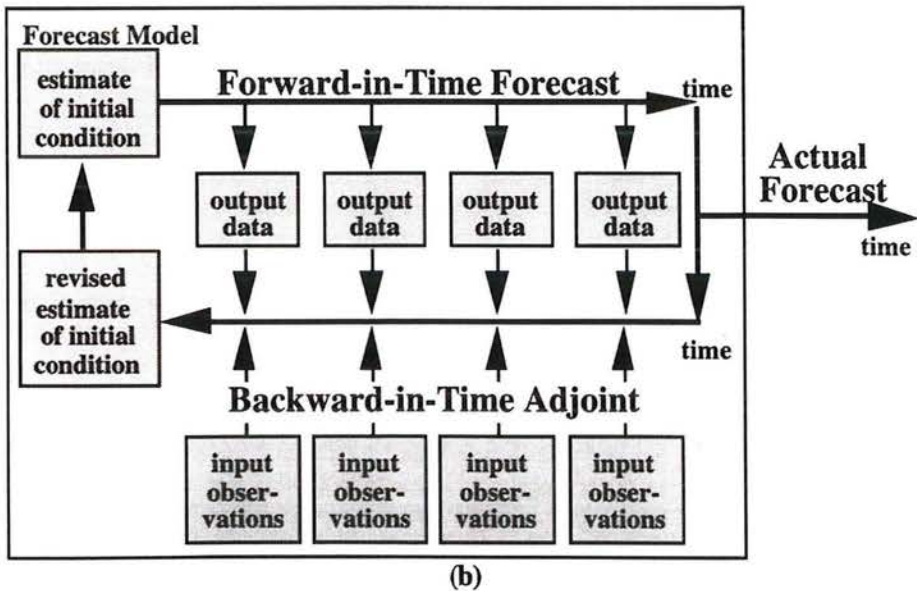 Forecast Model
estimate
of initial
condition
Forward-in-Time Forecast
time
Actual
Forecast
time
output
data
output
data
output
data
output
data
revised
estimate
of initial
condition
time
Backward-in-Time Adjoint
input
obser-
vations
input
obser-
vations
input
obser-
vations
input
obser-
vations
(b)